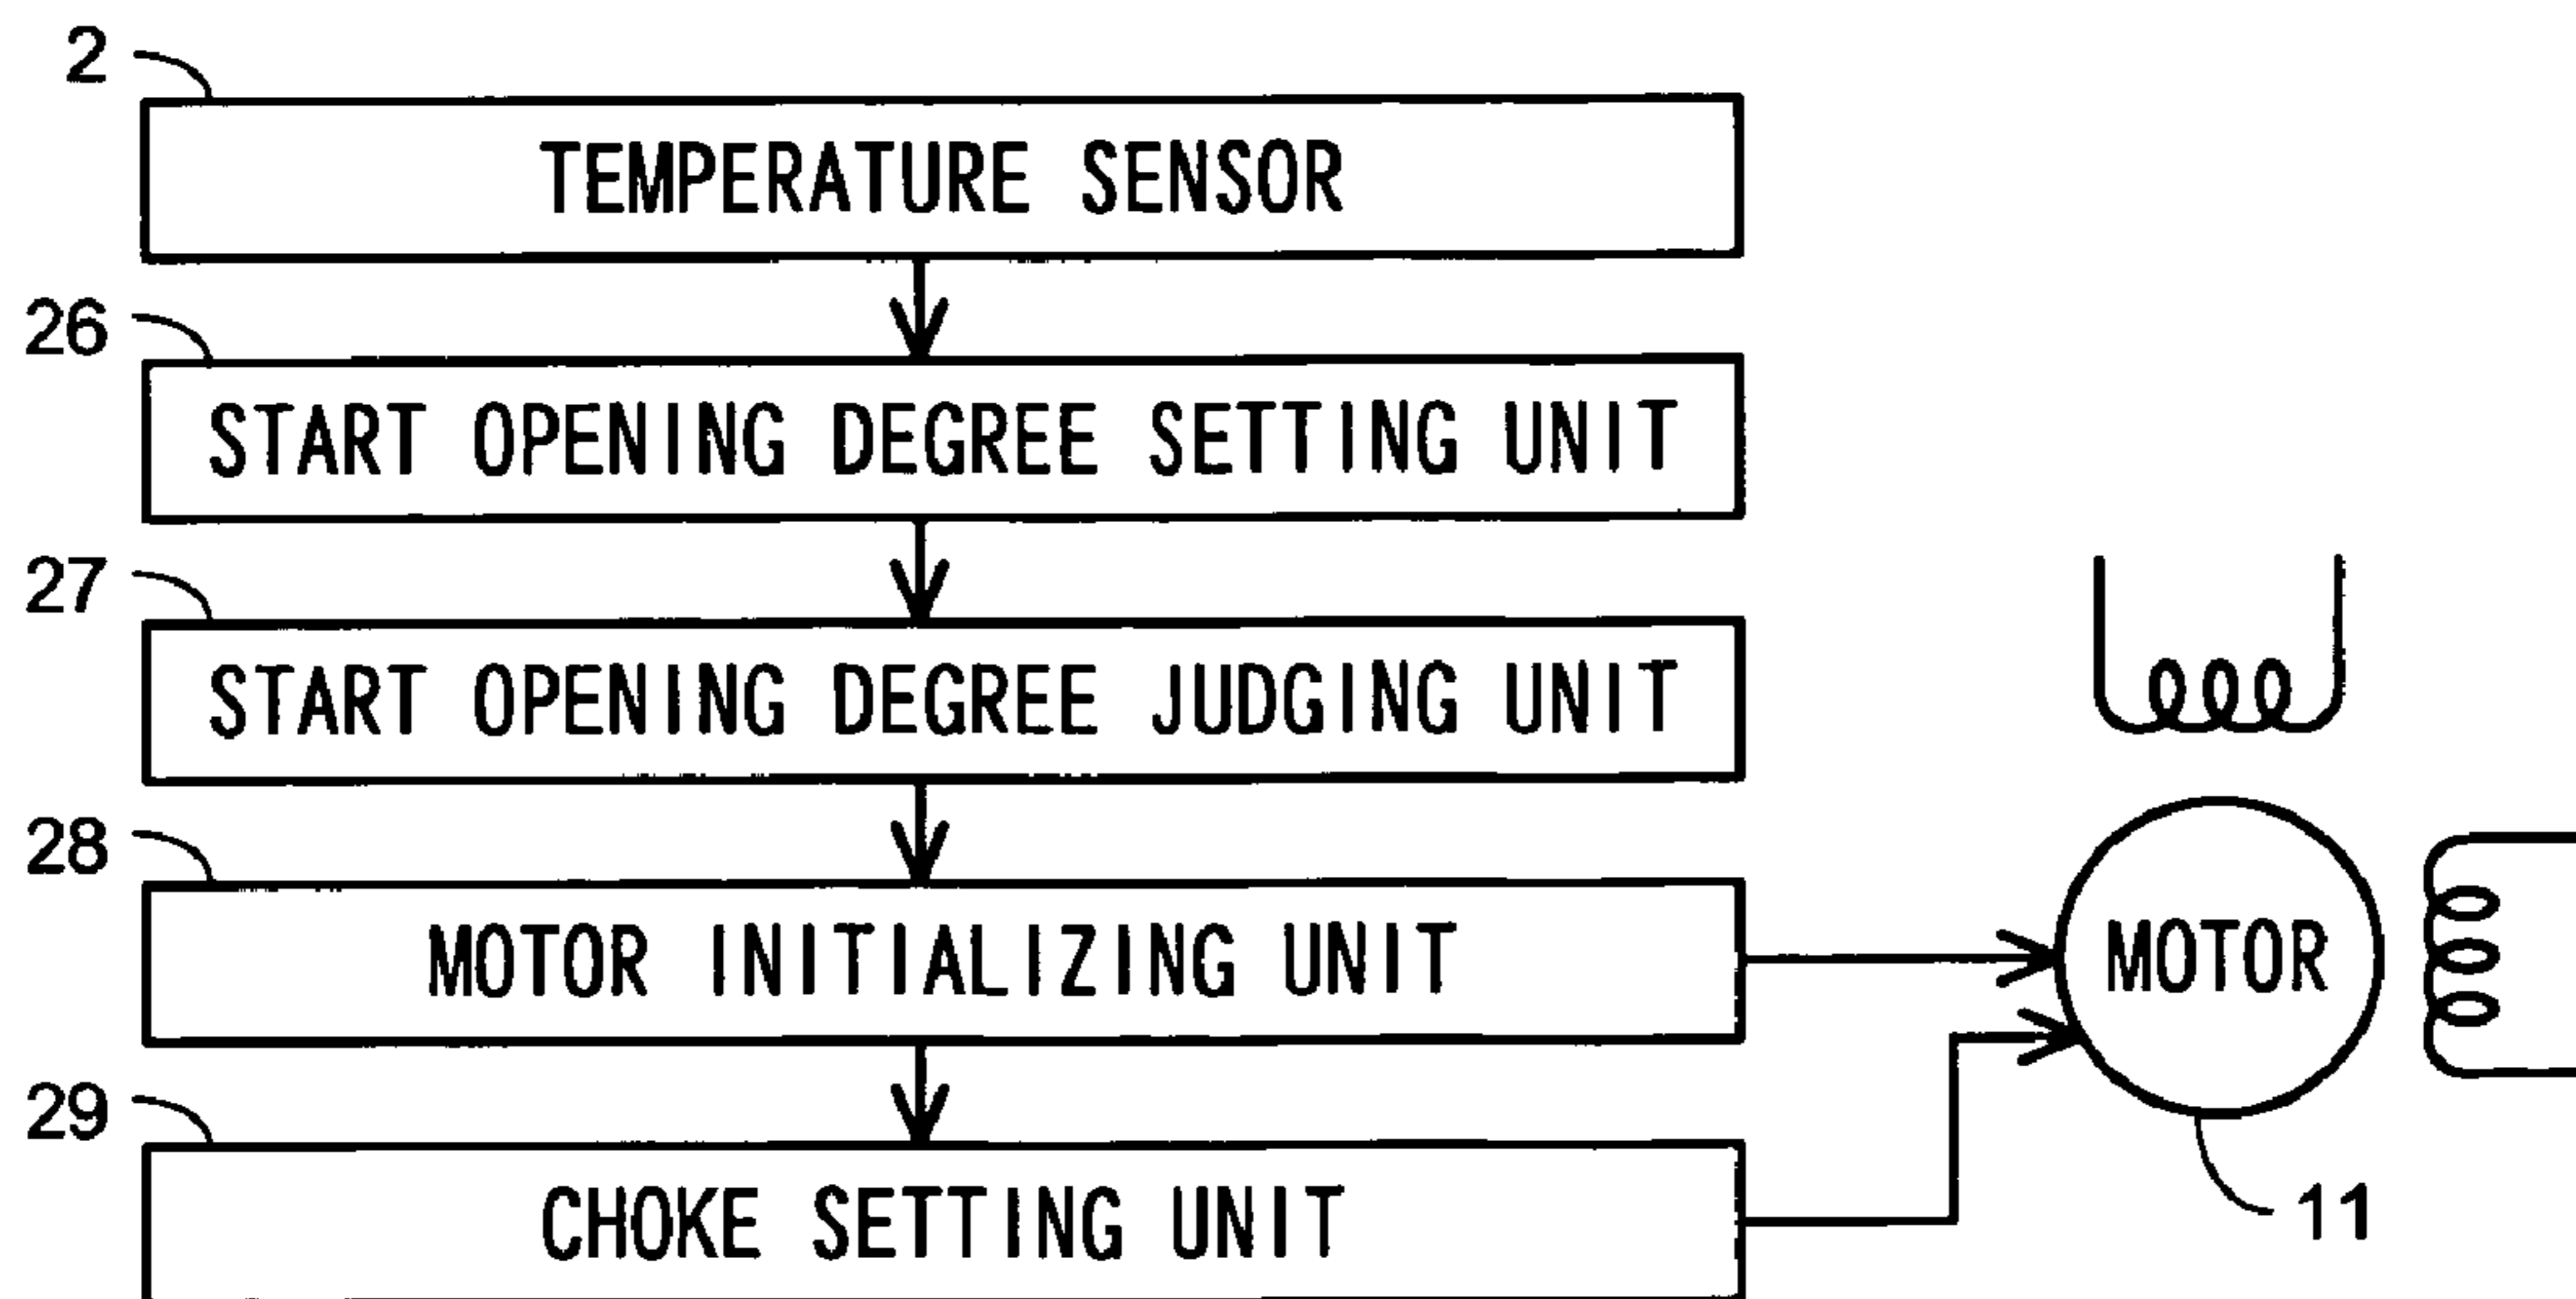 2
TEMPERATURE SENSOR
26
START OPENING DEGREE SETTING UNIT
27
START OPENING DEGREE JUDGING UNIT
28
MOTOR INITIALIZING UNIT
MOTOR
29
CHOKE SETTING UNIT
11